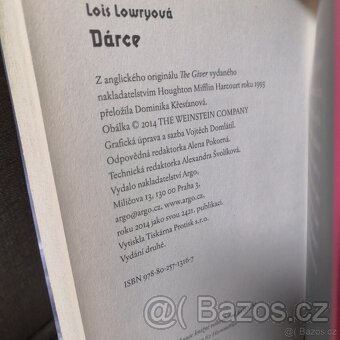 Lois Lowryová
Dárce
Z anglického originálu The Giver vydaného
nakladatelstvím Houghton Mifflin Harcourt roku 1993
přeložila Dominika Křesťanová.
Obálka © 2014 THE WEINSTEIN COMPANY
Grafická úprava a sazba Vojtěch Domlátil.
Odpovědná redaktorka Alena Pokorná.
Technická redaktorka Alexandra Švolíková.
Vydalo nakladatelství Argo,
Milíčova 13, 130 00 Praha 3,
argo@argo.cz, www.argo.cz,
roku 2014 jako svou 2421. publikaci.
Vytiskla Tiskárna Protisk s.r.o.
Vydání druhé.
ISBN 978-80-257-1316-7
Bazos.cz